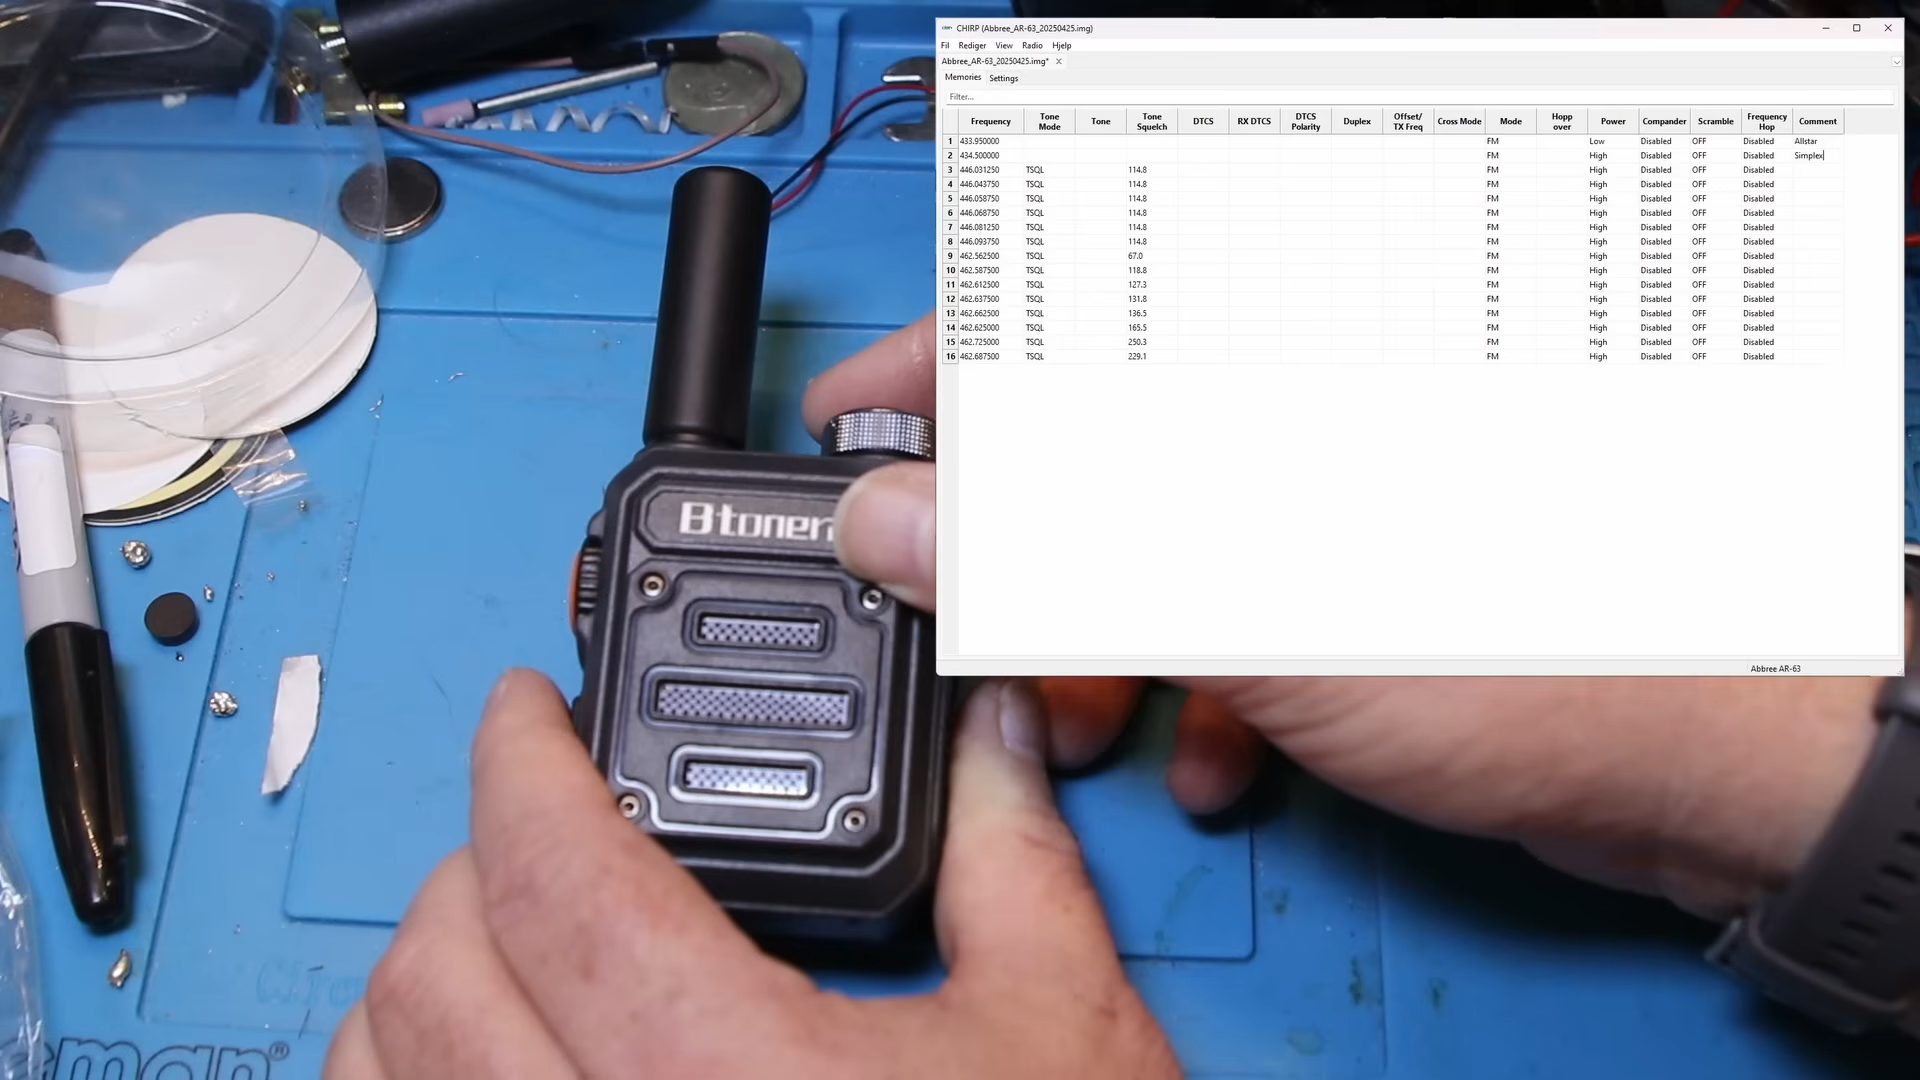 CHIRP (Abbree_AR-63_20250425.img)
Fil Rediger View Radio Hjelp
Abbree_AR-63_20250425.img*
Memories Settings
Filter...
Frequency Tone Mode Tone Tone Squelch DTCS RX DTCS DTCS Polarity Duplex Offset/ TX Freq Cross Mode Mode Hopp over Power Compander Scramble Frequency Hop Comment
1 433.950000 FM Low Disabled OFF Disabled Allstar
2 434.500000 FM High Disabled OFF Disabled Simplex
3 446.031250 TSQL 114.8 FM High Disabled OFF Disabled
4 446.043750 TSQL 114.8 FM High Disabled OFF Disabled
5 446.058750 TSQL 114.8 FM High Disabled OFF Disabled
6 446.068750 TSQL 114.8 FM High Disabled OFF Disabled
7 446.081250 TSQL 114.8 FM High Disabled OFF Disabled
8 446.093750 TSQL 114.8 FM High Disabled OFF Disabled
9 462.562500 TSQL 67.0 FM High Disabled OFF Disabled
10 462.587500 TSQL 118.8 FM High Disabled OFF Disabled
11 462.612500 TSQL 127.3 FM High Disabled OFF Disabled
12 462.637500 TSQL 131.8 FM High Disabled OFF Disabled
13 462.662500 TSQL 136.5 FM High Disabled OFF Disabled
14 462.625000 TSQL 165.5 FM High Disabled OFF Disabled
15 462.725000 TSQL 250.3 FM High Disabled OFF Disabled
16 462.687500 TSQL 229.1 FM High Disabled OFF Disabled
Abbree AR-63
Btoner
eman®